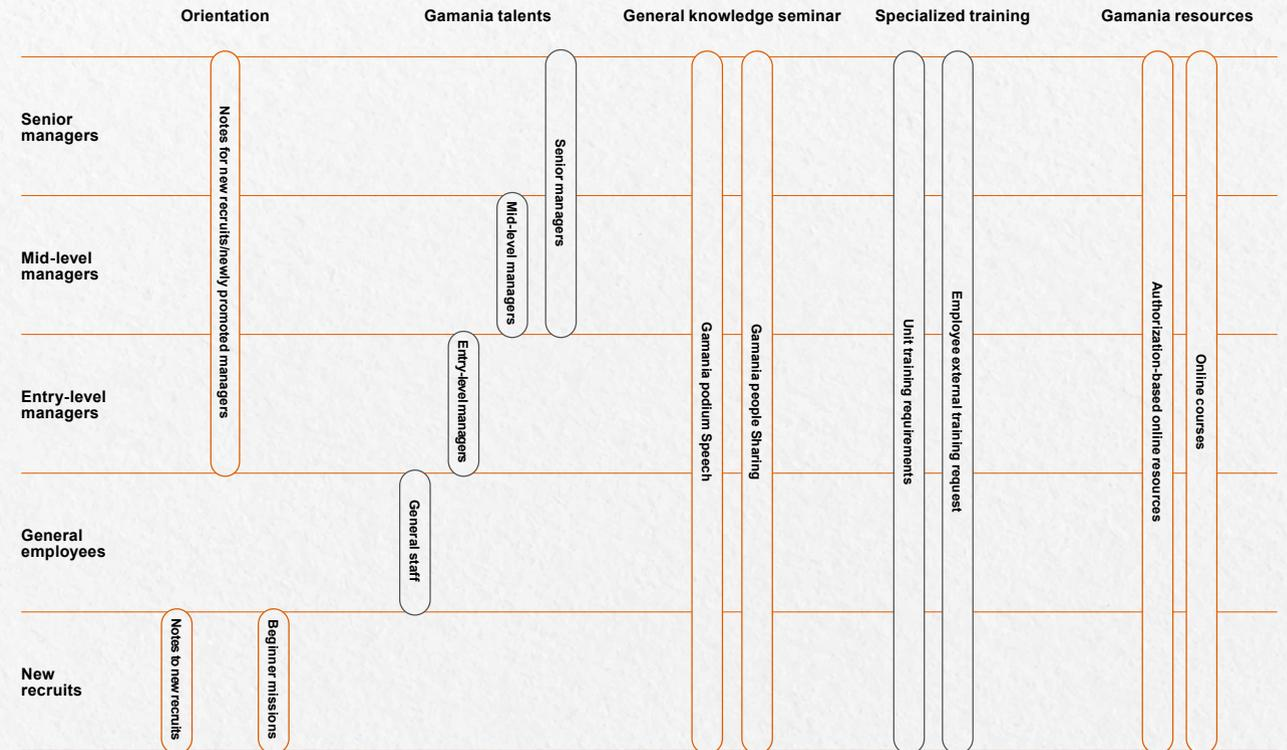 Orientation
Gamania talents
General knowledge seminar
Specialized training
Gamania resources
Senior
managers
Mid-level
managers
Entry-level
managers
General
employees
New
recruits
Notes for new recruits/newly promoted managers
Notes to new recruits
Beginner missions
General staff
Entry-level managers
Mid-level managers
Senior managers
Gamania podium Speech
Gamania people Sharing
Unit training requirements
Employee external training request
Authorization-based online resources
Online courses